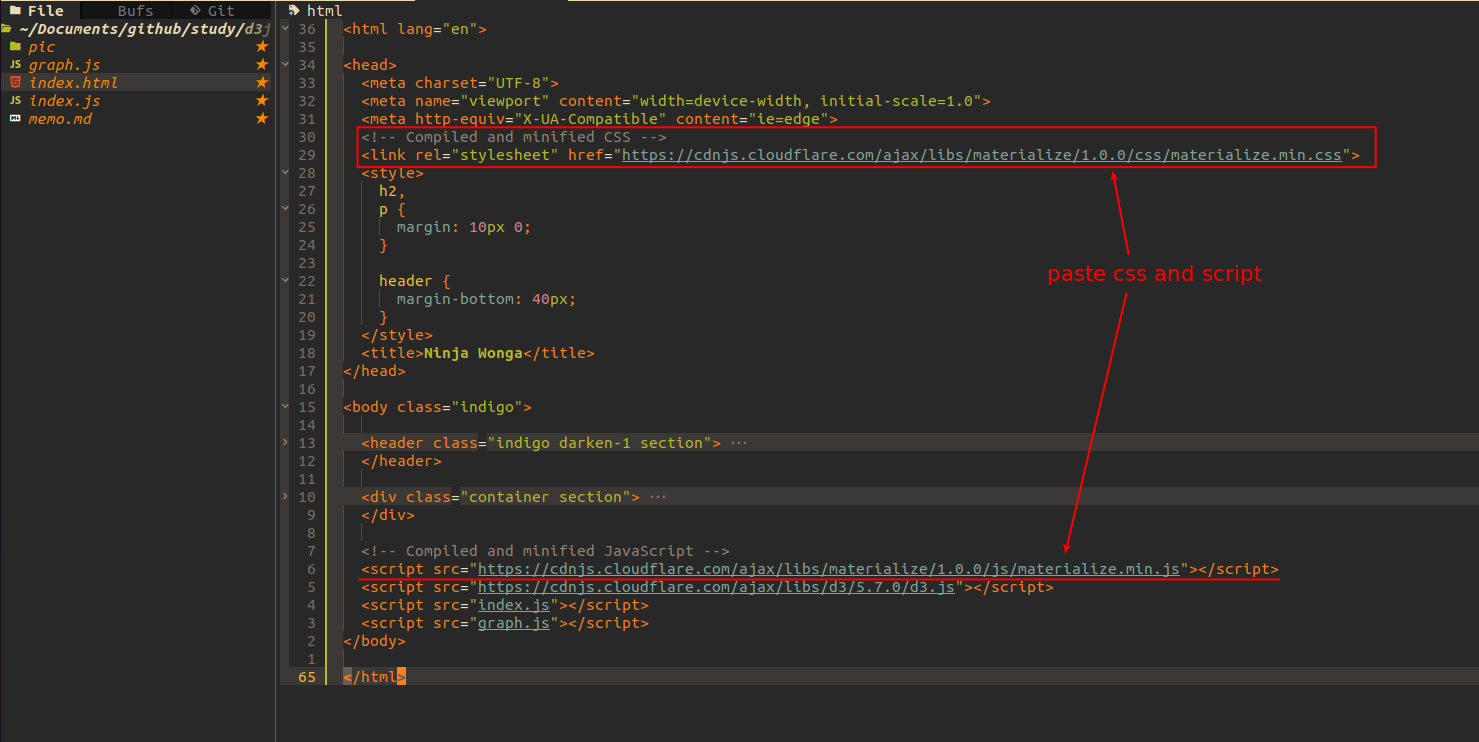 File Bufs Git
~/Documents/github/study/d3j
pic ★
JS graph.js ★
index.html ★
JS index.js ★
memo.md ★
html
36 <html lang="en">
35
34 <head>
33 <meta charset="UTF-8">
32 <meta name="viewport" content="width=device-width, initial-scale=1.0">
31 <meta http-equiv="X-UA-Compatible" content="ie=edge">
30 <!-- Compiled and minified CSS -->
29 <link rel="stylesheet" href="https://cdnjs.cloudflare.com/ajax/libs/materialize/1.0.0/css/materialize.min.css">
28 <style>
27 h2,
26 p {
25 margin: 10px 0;
24 }
23
22 header {
21 margin-bottom: 40px;
20 }
19 </style>
18 <title>Ninja Wonga</title>
17 </head>
16
15 <body class="indigo">
14
13 <header class="indigo darken-1 section"> ···
12 </header>
11
10 <div class="container section"> ···
9 </div>
8
7 <!-- Compiled and minified JavaScript -->
6 <script src="https://cdnjs.cloudflare.com/ajax/libs/materialize/1.0.0/js/materialize.min.js"></script>
5 <script src="https://cdnjs.cloudflare.com/ajax/libs/d3/5.7.0/d3.js"></script>
4 <script src="index.js"></script>
3 <script src="graph.js"></script>
2 </body>
1
65 </html>
paste css and script